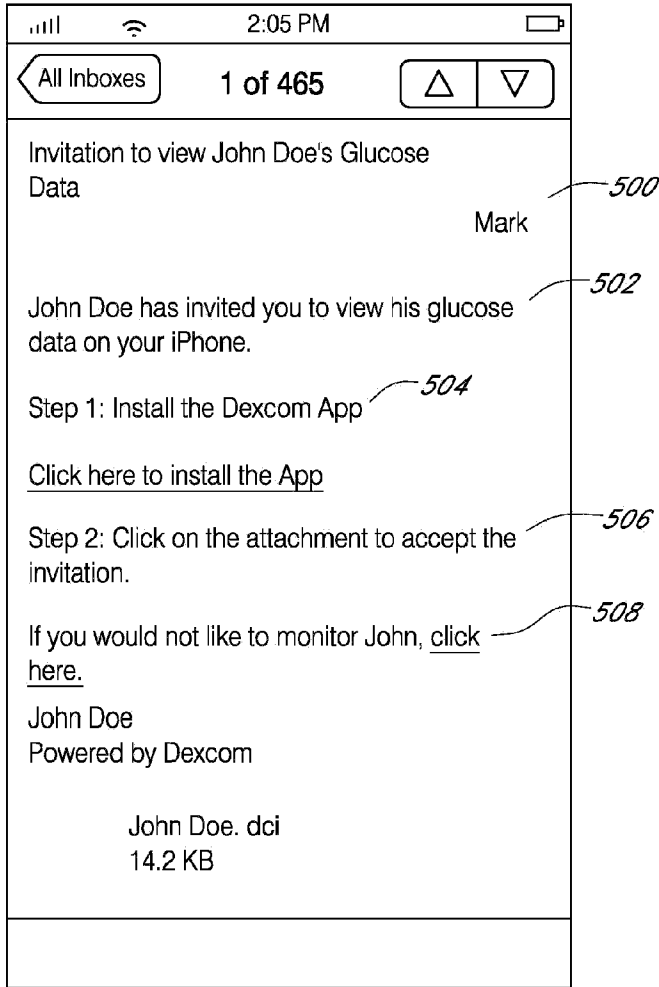 2:05 PM
All Inboxes
1 of 465
Invitation to view John Doe's Glucose
Data
500
Mark
502
John Doe has invited you to view his glucose
data on your iPhone.
504
Step 1: Install the Dexcom App
Click here to install the App
506
Step 2: Click on the attachment to accept the
invitation.
508
If you would not like to monitor John, click
here.
John Doe
Powered by Dexcom
John Doe. dci
14.2 KB